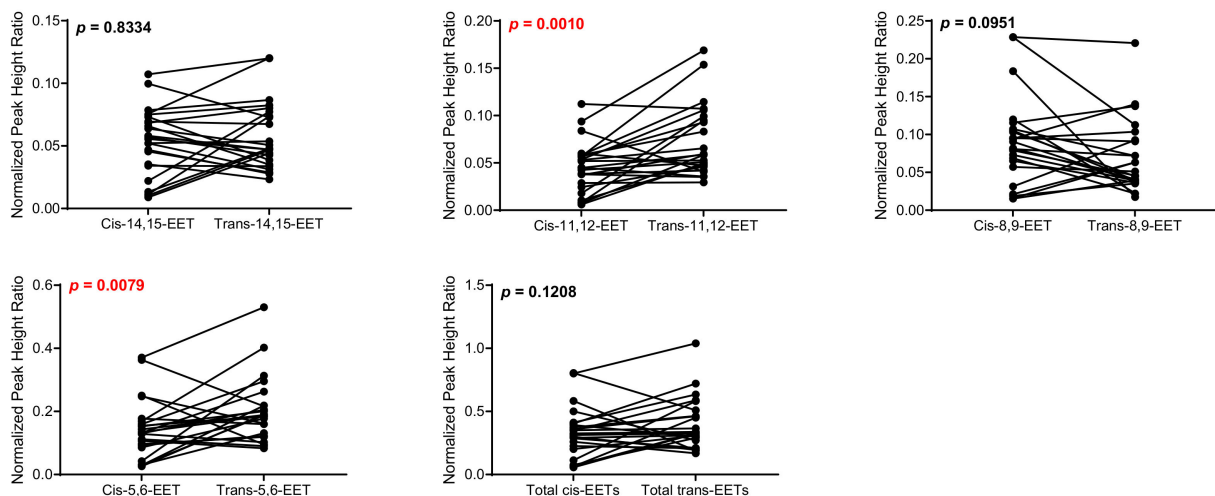 p = 0.8334
Normalized Peak Height Ratio
0.15
0.10
0.05
0.00
Cis-14,15-EET
Trans-14,15-EET
p = 0.0010
Normalized Peak Height Ratio
0.20
0.15
0.10
0.05
0.00
Cis-11,12-EET
Trans-11,12-EET
p = 0.0951
Normalized Peak Height Ratio
0.25
0.20
0.15
0.10
0.05
0.00
Cis-8,9-EET
Trans-8,9-EET
p = 0.0079
Normalized Peak Height Ratio
0.6
0.4
0.2
0.0
Cis-5,6-EET
Trans-5,6-EET
p = 0.1208
Normalized Peak Height Ratio
1.5
1.0
0.5
0.0
Total cis-EETs
Total trans-EETs